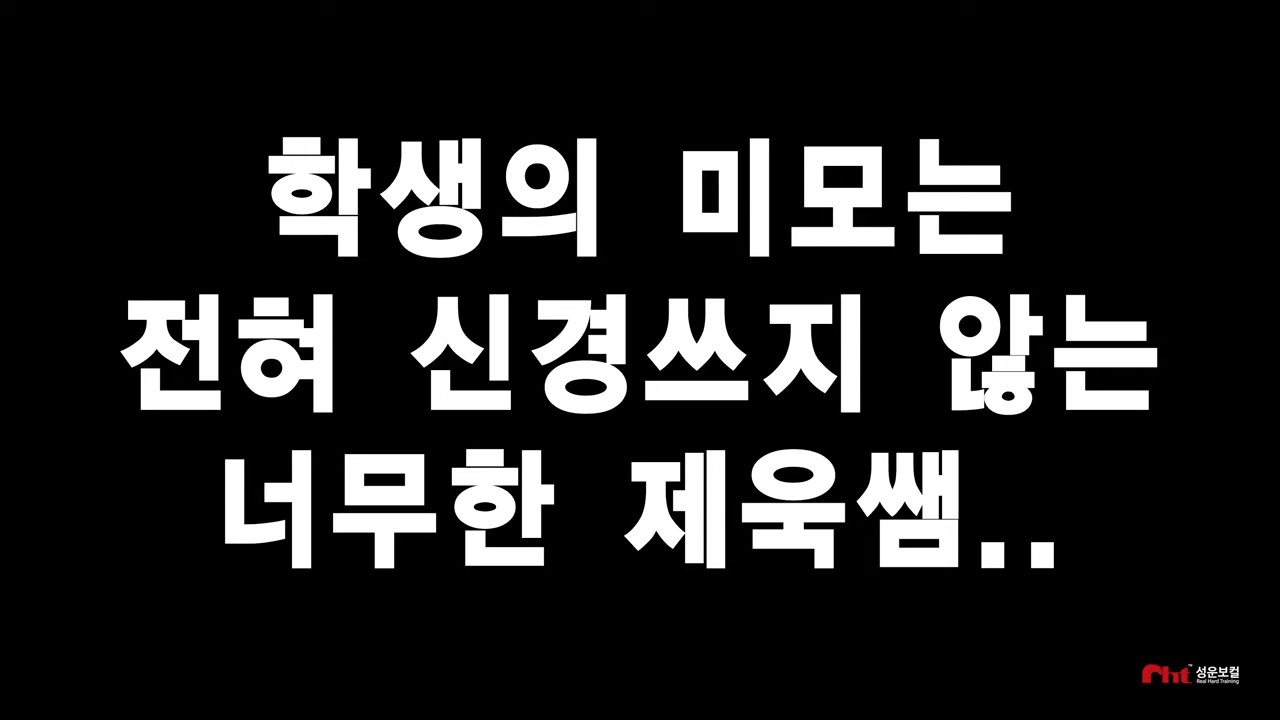 학생의 미모는
전혀 신경쓰지 않는
너무한 제욱쌤..
rht™ 성운보컬
Real Hard Training